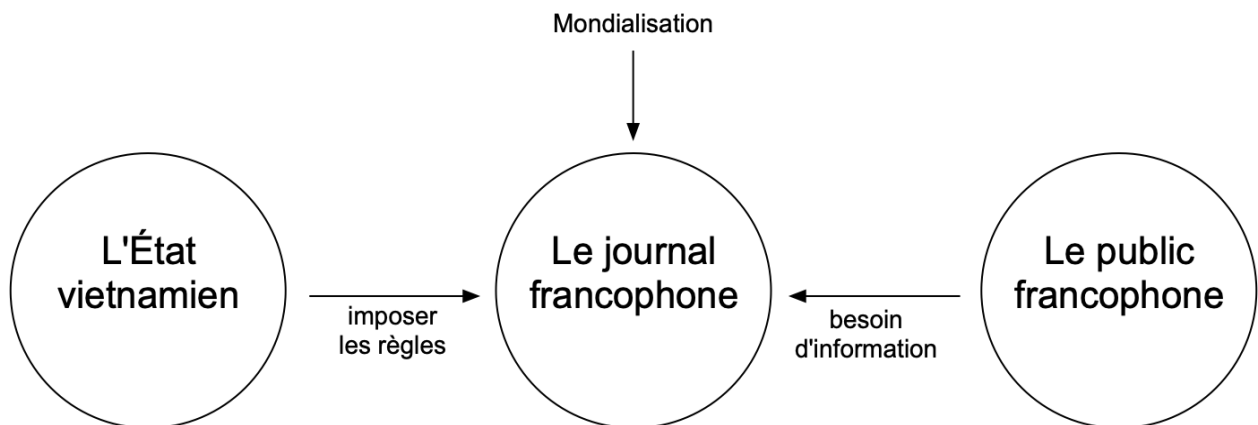 Mondialisation
L'État
vietnamien
imposer
les règles
Le journal
francophone
besoin
d'information
Le public
francophone